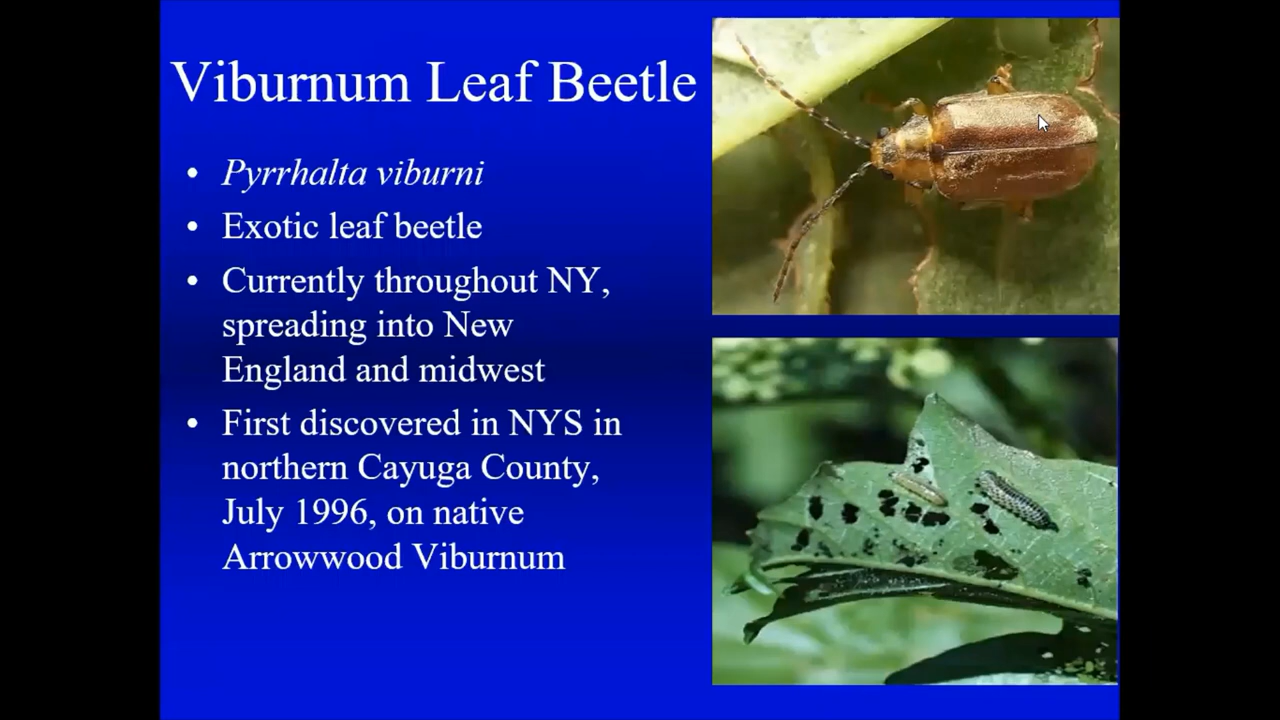 Viburnum Leaf Beetle
• Pyrrhalta viburni
• Exotic leaf beetle
• Currently throughout NY,
spreading into New
England and midwest
• First discovered in NYS in
northern Cayuga County,
July 1996, on native
Arrowwood Viburnum